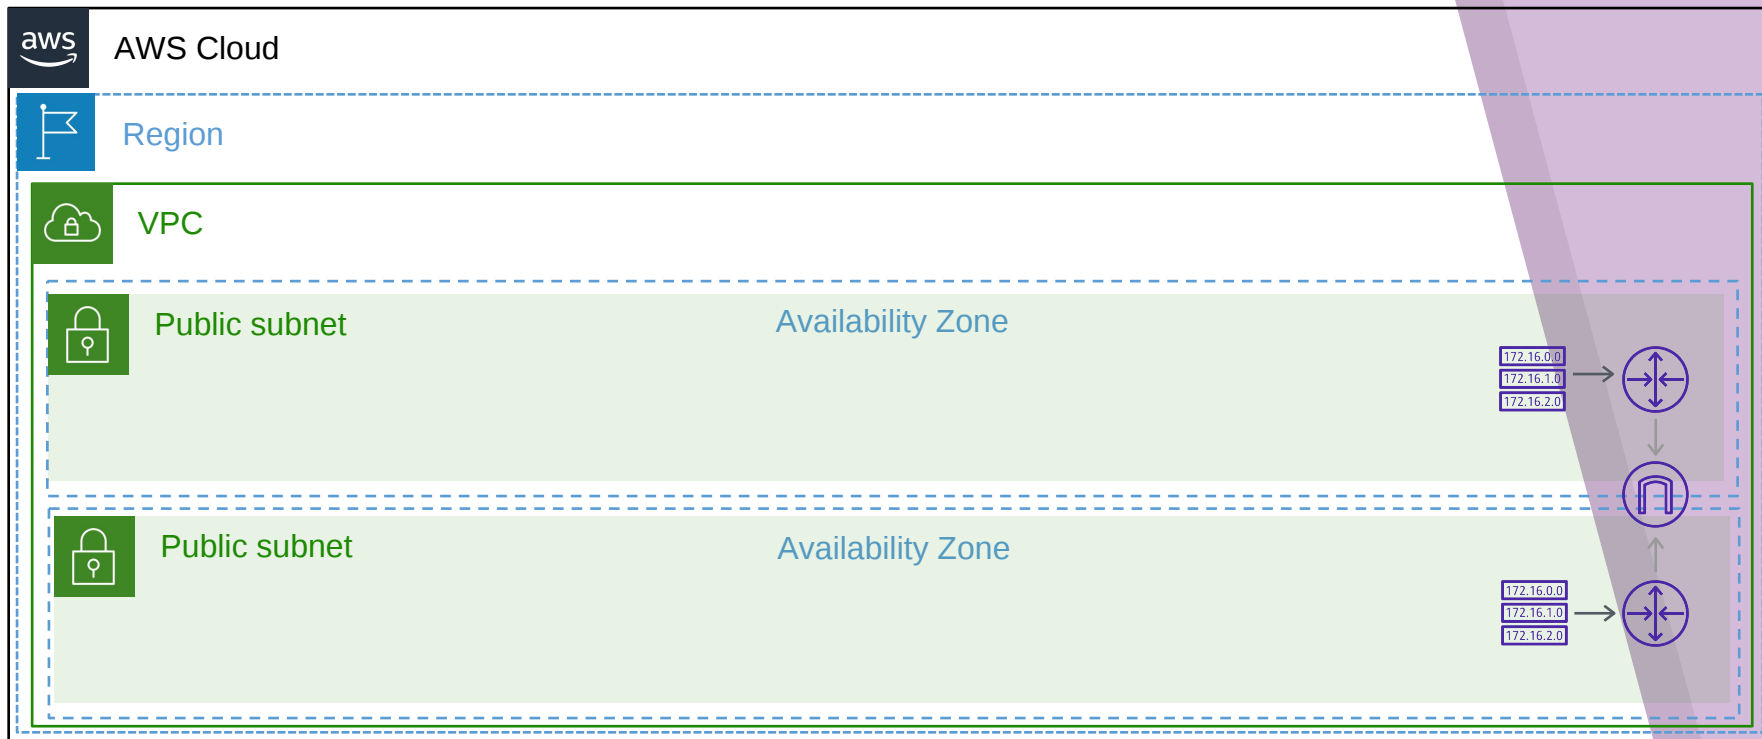 aws
AWS Cloud
Region
VPC
Public subnet
Availability Zone
172.16.0.0
172.16.1.0
172.16.2.0
Public subnet
Availability Zone
172.16.0.0
172.16.1.0
172.16.2.0